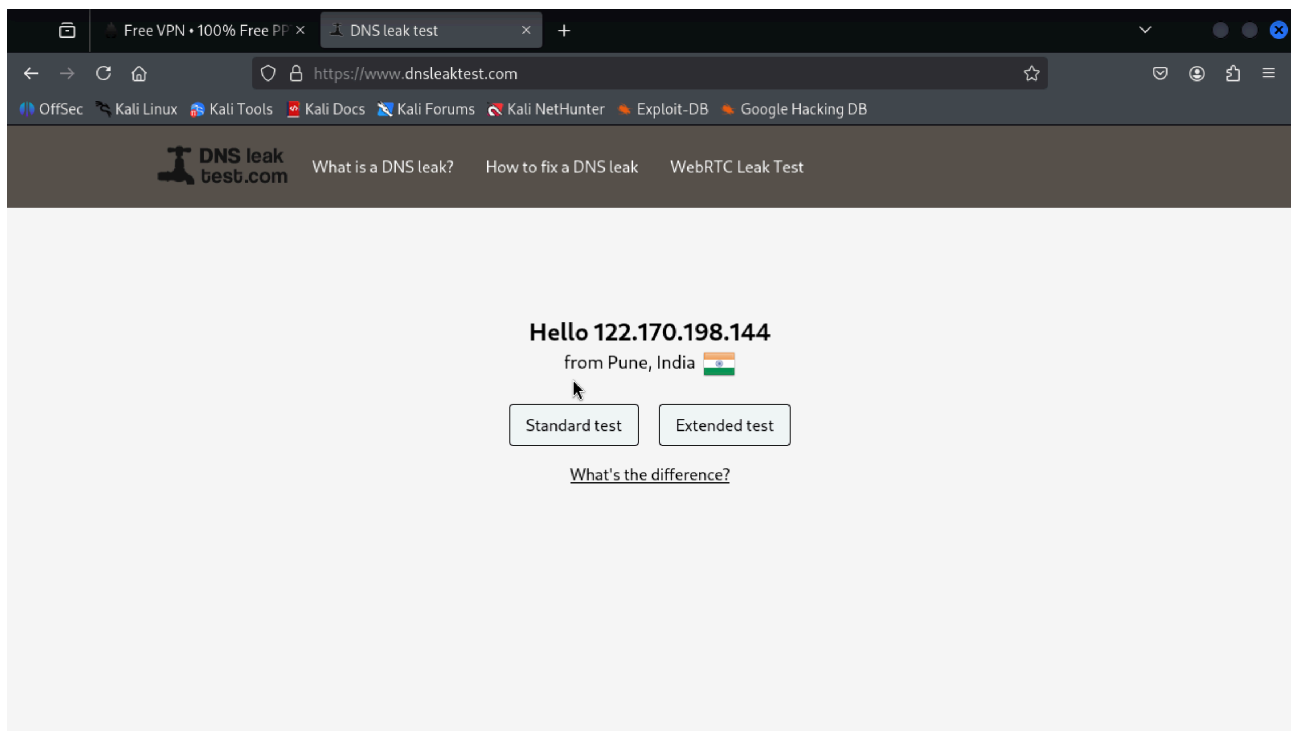 Free VPN • 100% Free PP
DNS leak test
https://www.dnsleaktest.com
OffSec Kali Linux Kali Tools Kali Docs Kali Forums Kali NetHunter Exploit-DB Google Hacking DB
DNS leak
test.com
What is a DNS leak? How to fix a DNS leak WebRTC Leak Test
Hello 122.170.198.144
from Pune, India
Standard test Extended test
What's the difference?